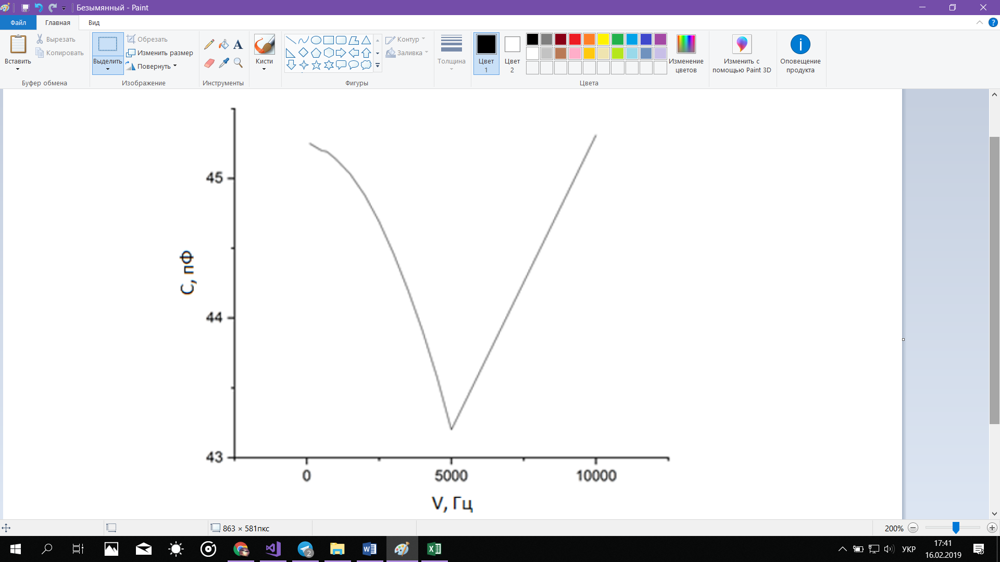 Безымянный - Paint
Файл
Главная
Вид
Вставить
Вырезать
Копировать
Буфер обмена
Выделить
Обрезать
Изменить размер
Повернуть
Изображение
A
Инструменты
Кисти
Контур
Заливка
Фигуры
Толщина
Цвет
1
Цвет
2
Изменение
цветов
Цвета
Изменить с
помощью Paint 3D
Оповещение
продукта
45
44
43
С, пФ
0
5000
10000
V, Гц
863 × 581пкс
200%
2
УКР
17:41
16.02.2019